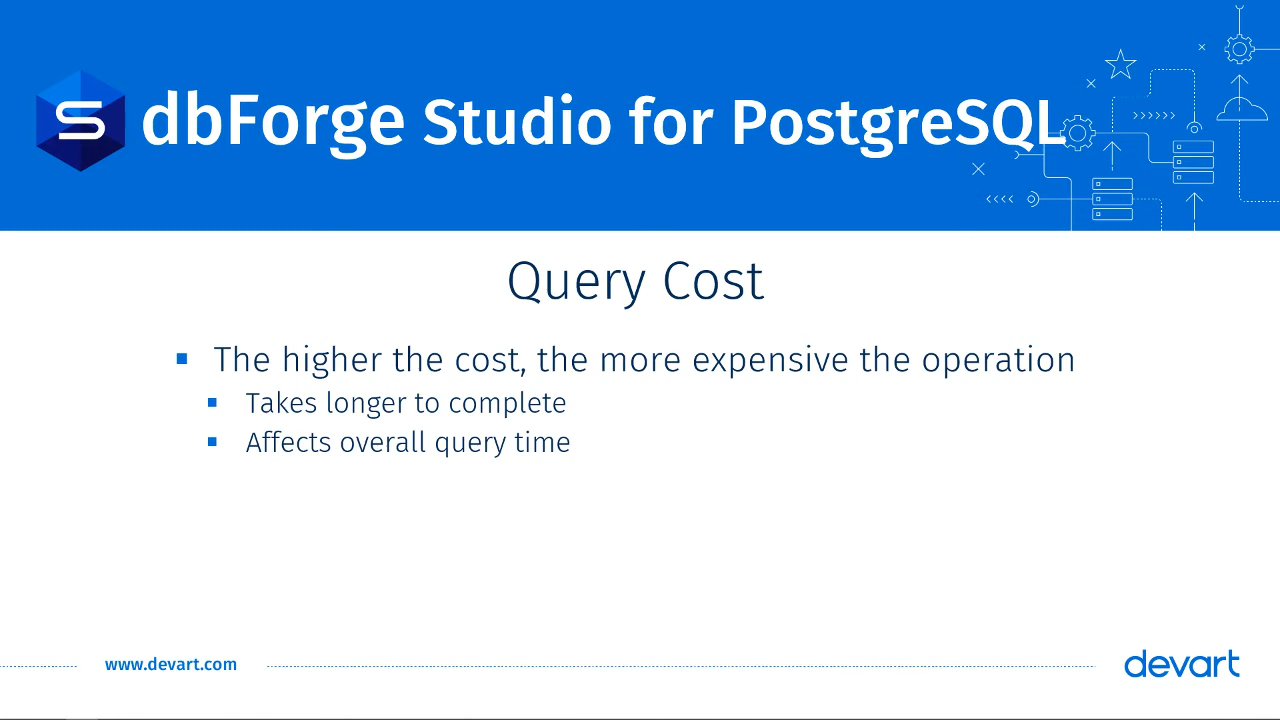 dbForge Studio for PostgreSQL
Query Cost
The higher the cost, the more expensive the operation
Takes longer to complete
Affects overall query time
www.devart.com
devart